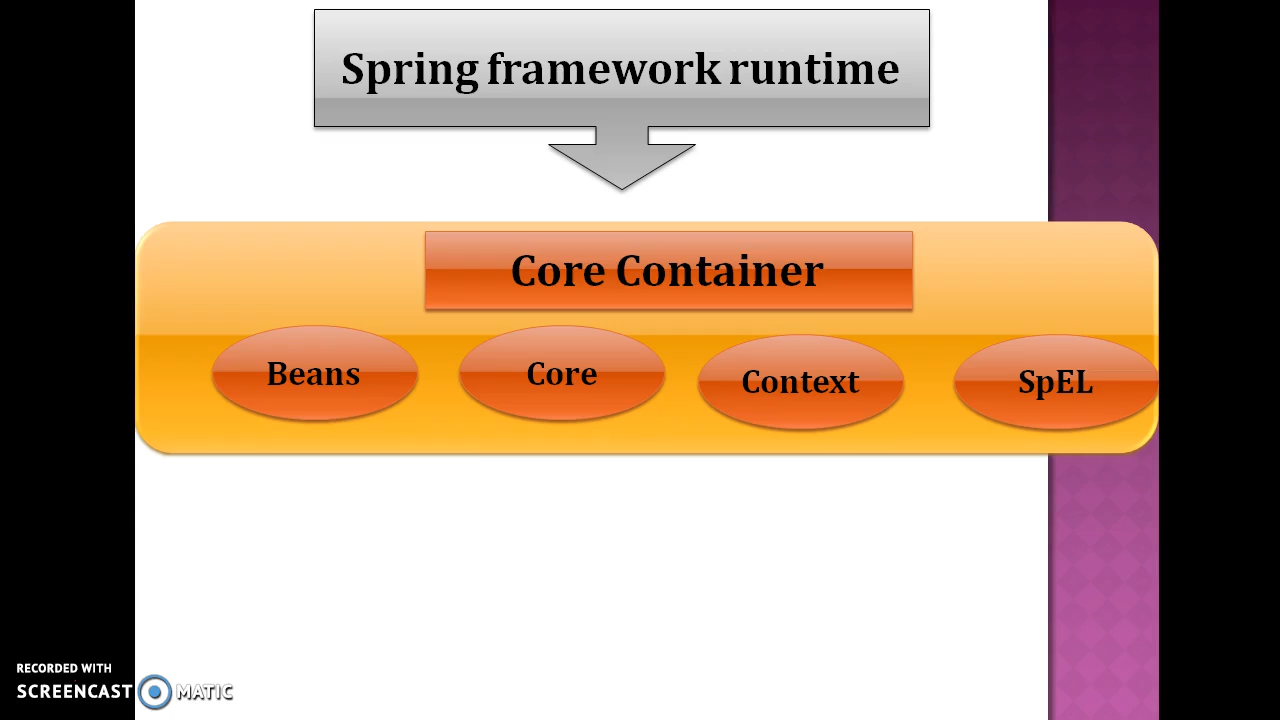 Spring framework runtime
Core Container
Beans Core Context SpEL
RECORDED WITH
SCREENCAST MATIC